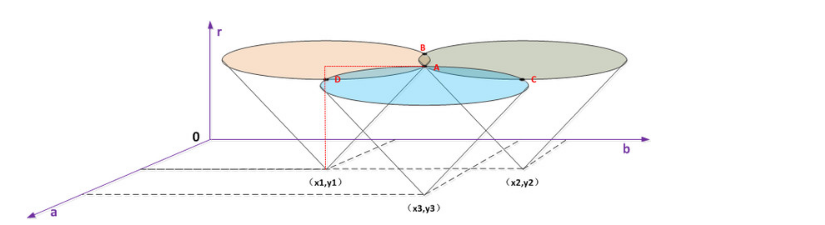 r
B
A
D
C
0
b
（x1,y1）
（x2,y2）
（x3,y3）
a